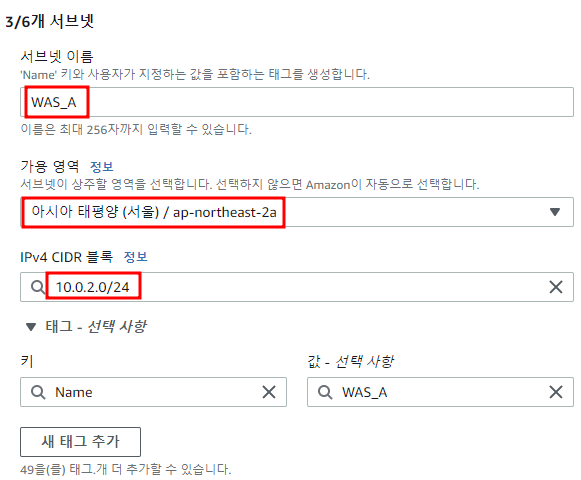 3/6개 서브넷
서브넷 이름
'Name' 키와 사용자가 지정하는 값을 포함하는 태그를 생성합니다.
WAS_A
이름은 최대 256자까지 입력할 수 있습니다.
가용 영역 정보
서브넷이 상주할 영역을 선택합니다. 선택하지 않으면 Amazon이 자동으로 선택합니다.
아시아 태평양 (서울) / ap-northeast-2a
IPv4 CIDR 블록 정보
10.0.2.0/24
태그 - 선택 사항
키 값 - 선택 사항
Name WAS_A
새 태그 추가
49을(를) 태그.개 더 추가할 수 있습니다.